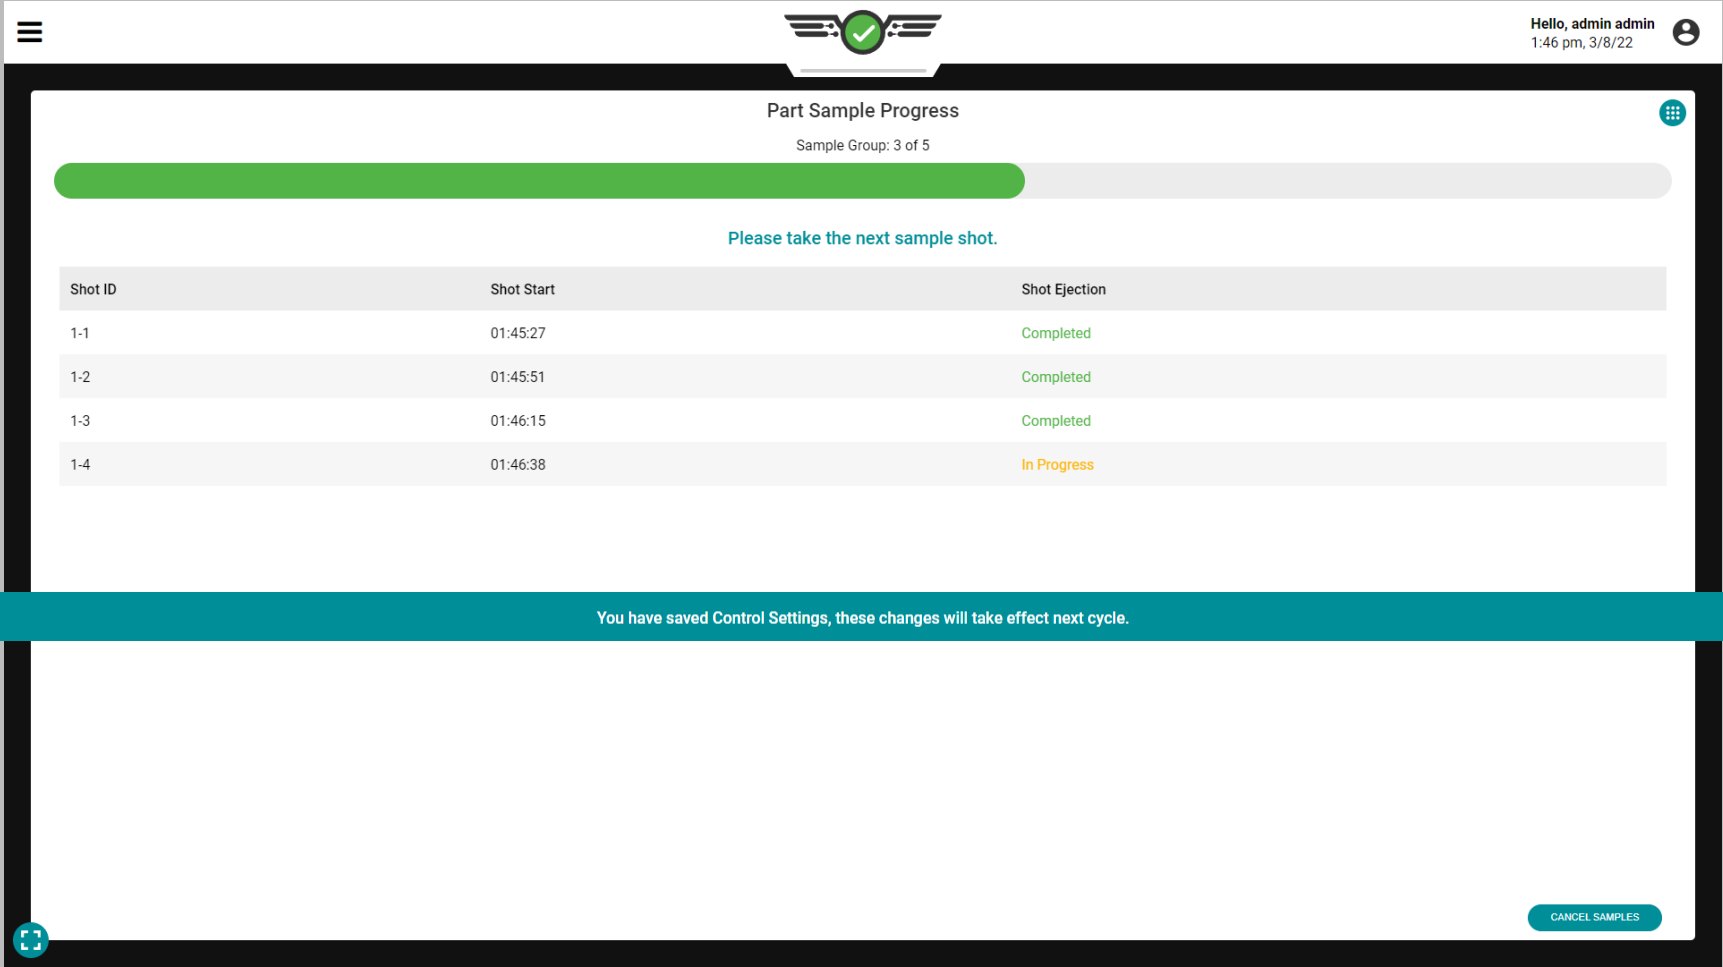 Hello, admin admin
1:46 pm, 3/8/22
Part Sample Progress
Sample Group: 3 of 5
Please take the next sample shot.
Shot ID Shot Start Shot Ejection
1-1 01:45:27 Completed
1-2 01:45:51 Completed
1-3 01:46:15 Completed
1-4 01:46:38 In Progress
You have saved Control Settings, these changes will take effect next cycle.
CANCEL SAMPLES